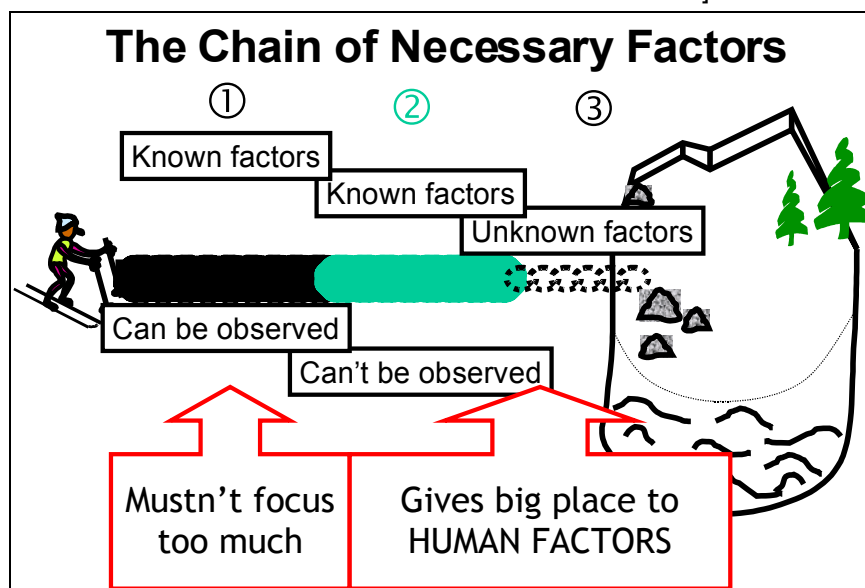 The Chain of Necessary Factors
① ② ③
Known factors
Known factors
Unknown factors
Can be observed
Can't be observed
Mustn't focus
too much
Gives big place to
HUMAN FACTORS